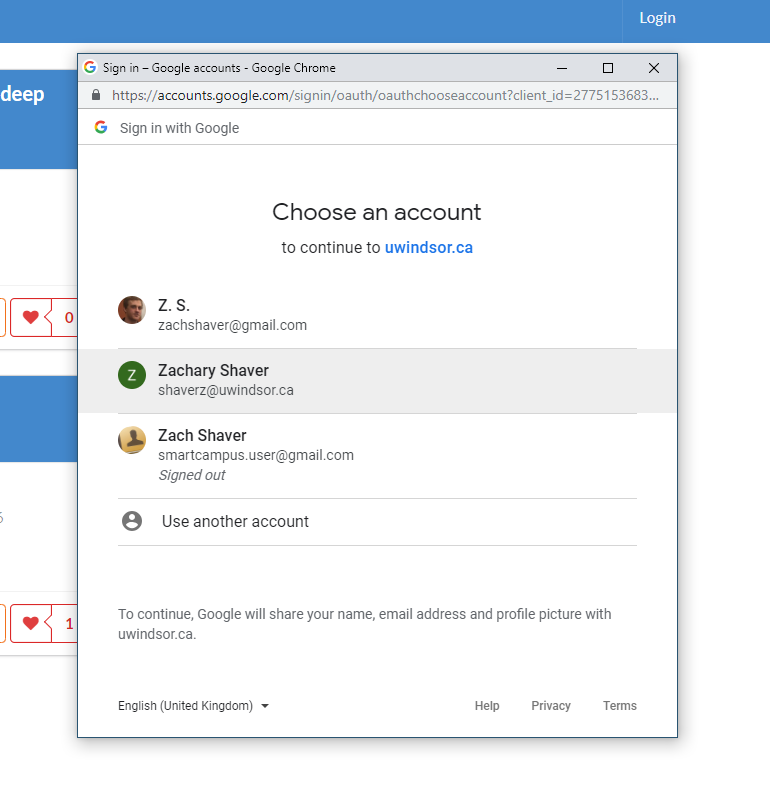 Login
deep
Sign in – Google accounts - Google Chrome
https://accounts.google.com/signin/oauth/oauthchooseaccount?client_id=2775153683...
Sign in with Google
Choose an account
to continue to uwindsor.ca
Z. S.
zachshaver@gmail.com
0
Z
Zachary Shaver
shaverz@uwindsor.ca
Zach Shaver
smartcampus.user@gmail.com
Signed out
Use another account
To continue, Google will share your name, email address and profile picture with
uwindsor.ca.
1
English (United Kingdom)
Help Privacy Terms